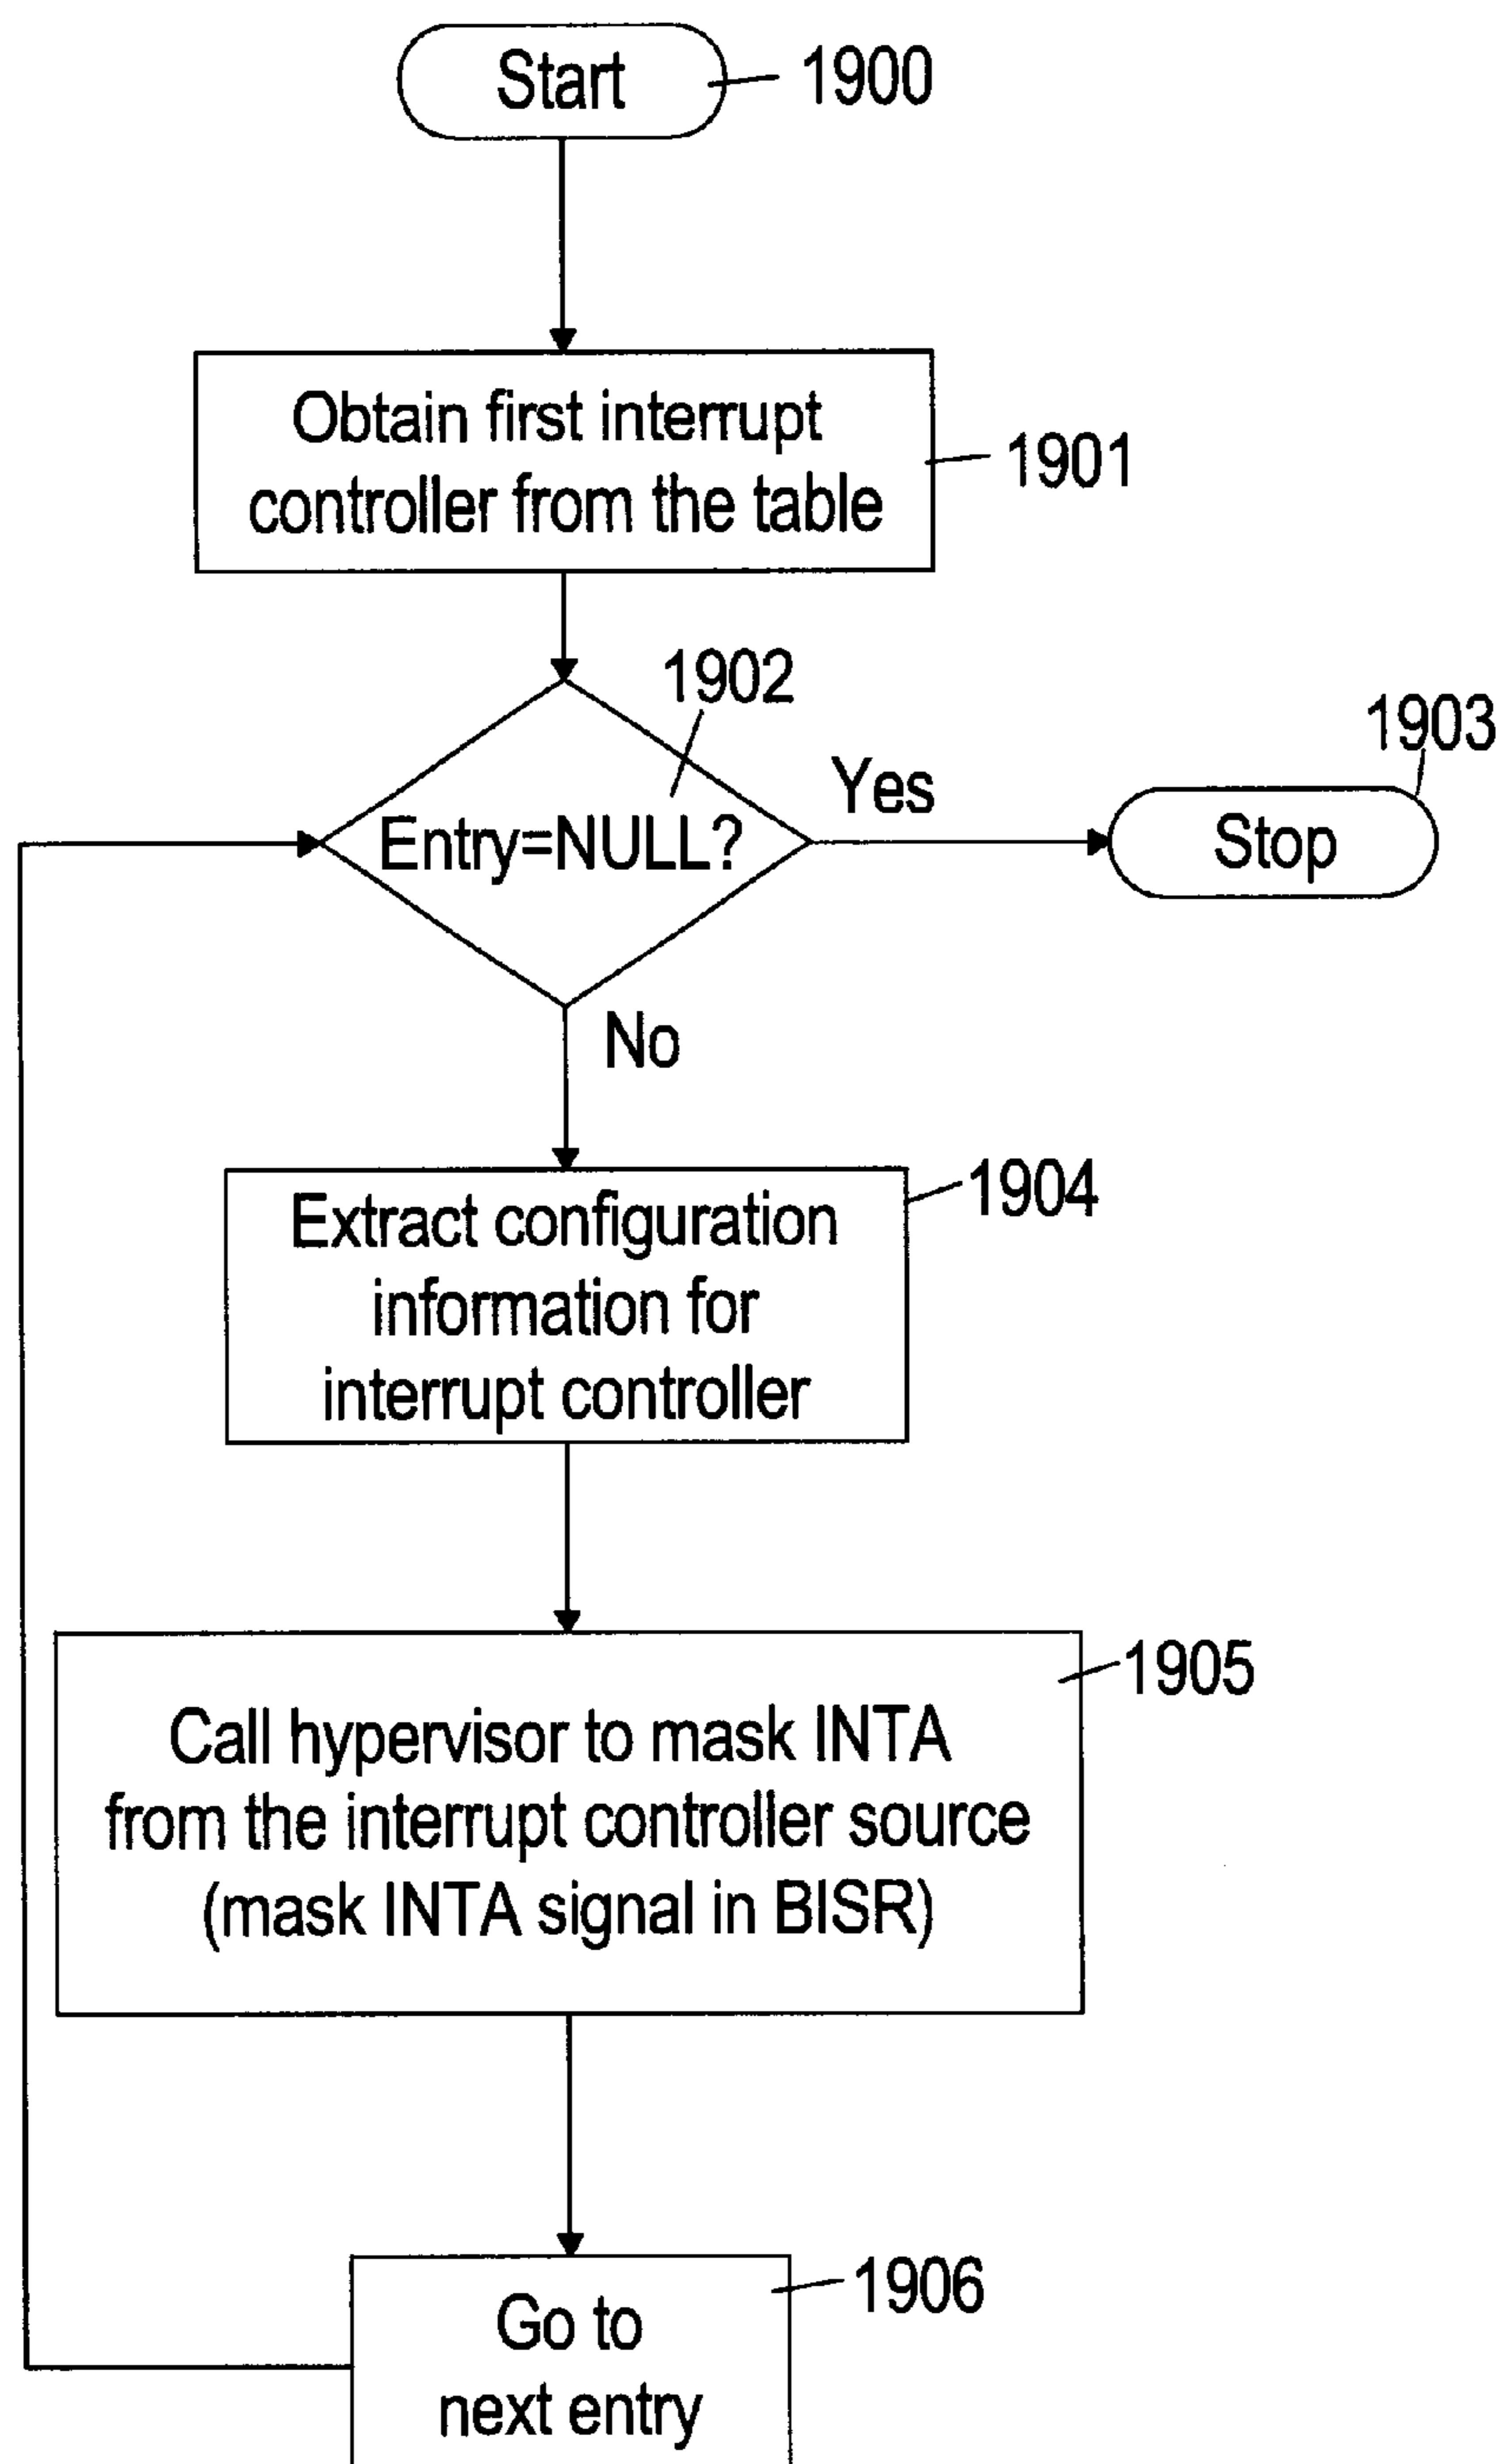 Start
1900
Obtain first interrupt
controller from the table
1901
1902
Entry=NULL?
Yes
1903
Stop
No
Extract configuration
information for
interrupt controller
1904
Call hypervisor to mask INTA
from the interrupt controller source
(mask INTA signal in BISR)
1905
Go to
next entry
1906